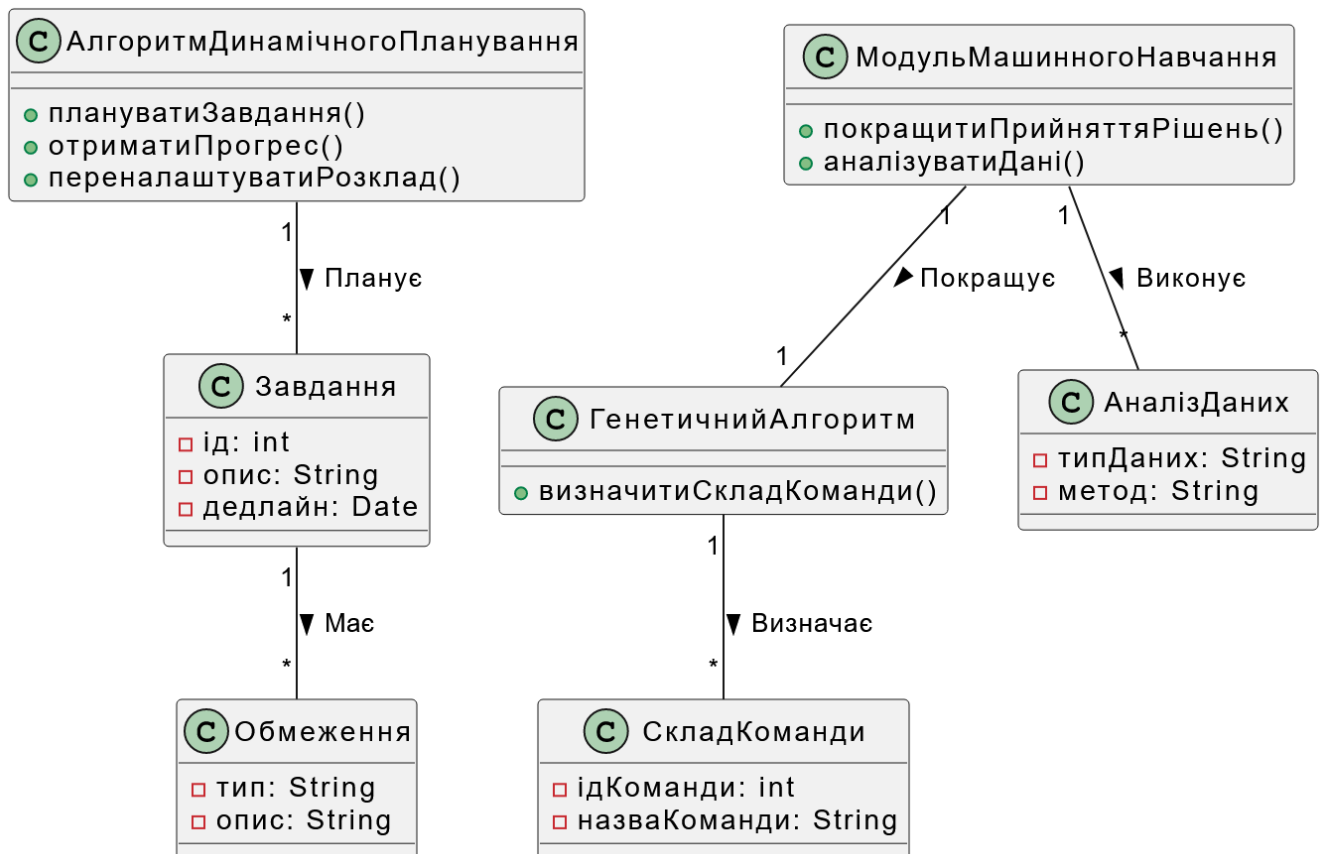 C АлгоритмДинамічногоПланування
плануватиЗавдання()
отриматиПрогрес()
переналаштуватиРозклад()
C МодульМашинногоНавчання
покращитиПрийняттяРішень()
аналізуватиДані()
1
Планує
*
1
Покращує
1
1
Виконує
*
C Завдання
ід: int
опис: String
дедлайн: Date
C ГенетичнийАлгоритм
визначитиСкладКоманди()
C АналізДаних
типДаних: String
метод: String
1
Має
*
1
Визначає
*
C Обмеження
тип: String
опис: String
C СкладКоманди
ідКоманди: int
назваКоманди: String